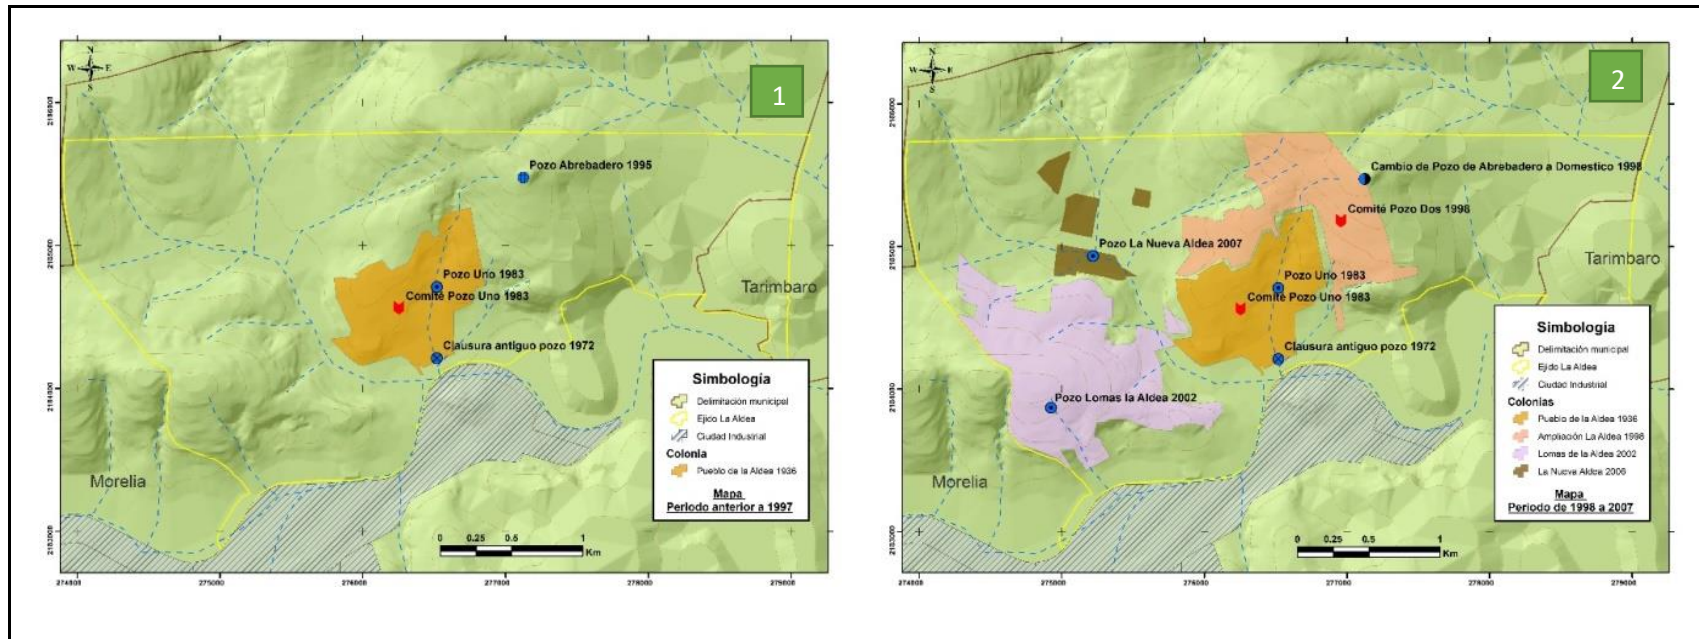 1
N
W E
S
Pozo Abrebadero 1995
Pozo Uno 1983
Comité Pozo Uno 1983
Clausura antiguo pozo 1972
Tarimbaro
Morelia
Simbología
Delimitación municipal
Ejido La Aldea
Ciudad Industrial
Colonia
Pueblo de la Aldea 1936
Mapa
Periodo anterior a 1997
0 0.25 0.5 1
Km
275000 276000 277000 278000 279000
2
N
W E
S
Cambio de Pozo de Abrebadero a Domestico 1998
Comité Pozo Dos 1998
Pozo La Nueva Aldea 2007
Pozo Uno 1983
Comité Pozo Uno 1983
Clausura antiguo pozo 1972
Pozo Lomas la Aldea 2002
Tarimbaro
Morelia
Simbología
Delimitación municipal
Ejido La Aldea
Ciudad Industrial
Colonias
Pueblo de la Aldea 1936
Ampliación La Aldea 1998
Lomas de la Aldea 2002
La Nueva Aldea 2006
Mapa
Periodo de 1998 a 2007
0 0.25 0.5 1
Km